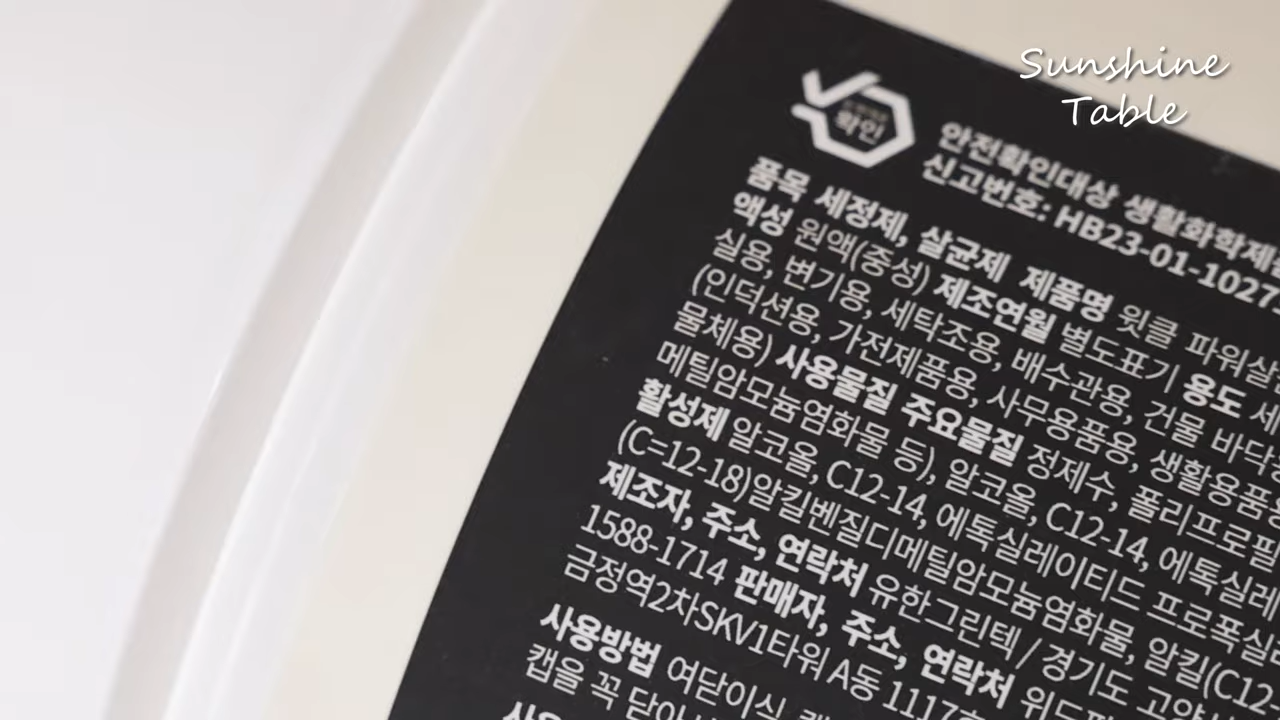 Sunshine
Table
확인
안전확인대상 생활화학제품
신고번호: HB23-01-1027
품목 세정제, 살균제 제품명 윗클 파워살
액성 원액(중성) 제조연월 별도표기 용도 세
실용, 변기용, 세탁조용, 배수관용, 건물 바닥
(인덕션용, 가전제품용, 사무용품용, 생활용품
물체용) 사용물질 주요물질 정제수, 폴리프로필
메틸암모늄염화물 등), 알코올, C12-14, 에톡실레
활성제 알코올, C12-14, 에톡실레이티드 프로폭실
(C=12-18)알킬벤질디메틸암모늄염화물, 알킬(C12-
제조자, 주소, 연락처 유한그린텍 / 경기도 고양
1588-1714 판매자, 주소, 연락처 위드
금정역2차SKV1타워 A동 1117호
사용방법 여닫이식
캡을 꼭 닫아